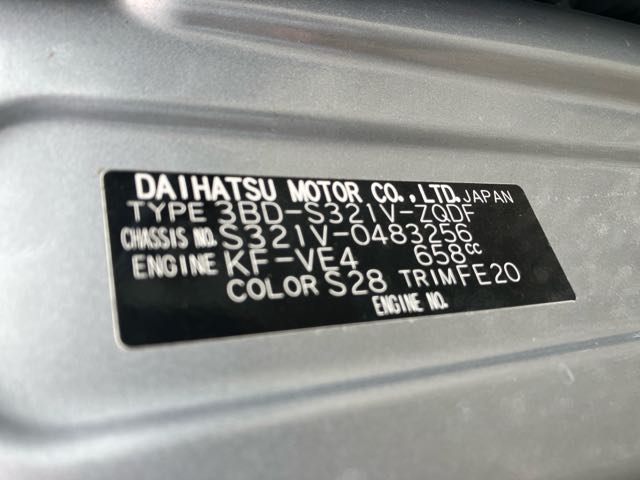 DAIHATSU MOTOR CO.,LTD. JAPAN
TYPE 3BD-S321V-ZQDF
CHASSIS NO. S321V-0483256
ENGINE KF-VE4 658cc
COLOR S28 TRIM FE20
ENGINE NO.